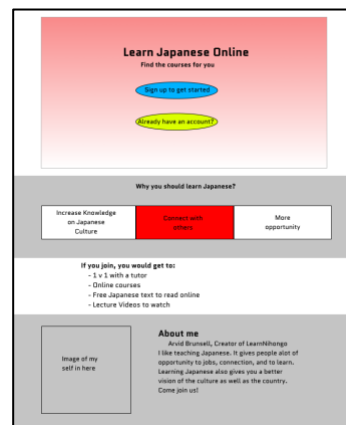 Learn Japanese Online
Find the courses for you
Sign up to get started
Already have an account?
Why you should learn Japanese?
Increase Knowledge
on Japanese
Culture
Connect with
others
More
opportunity
If you join, you would get to:
- 1 v 1 with a tutor
- Online courses
- Free Japanese text to read online
- Lecture Videos to watch
Image of my
self in here
About me
Arvid Brunsell, Creator of LearnNihongo
I like teaching Japanese. It gives people alot of
opportunity to jobs, connection, and to learn.
Learning Japanese also gives you a better
vision of the culture as well as the country.
Come join us!